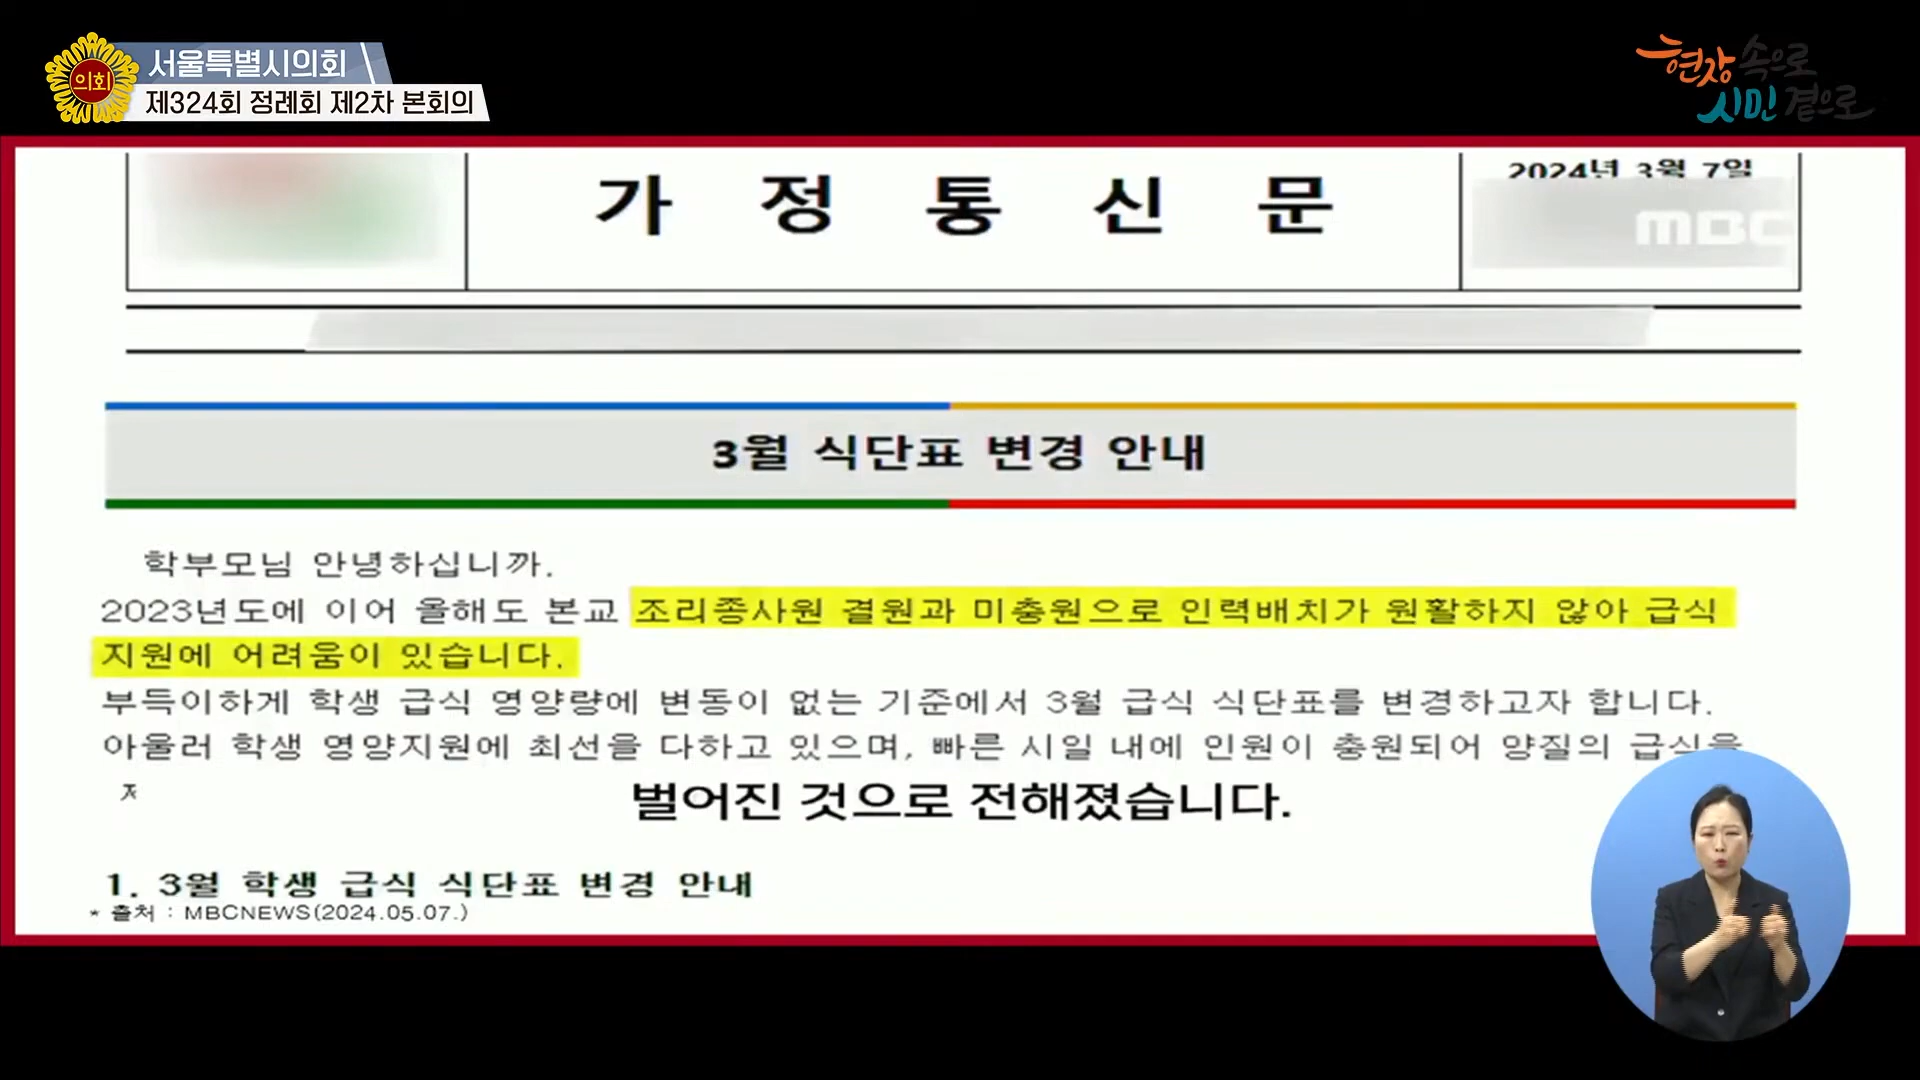 의회
서울특별시의회
제324회 정례회 제2차 본회의
현장 속으로
시민 곁으로
가 정 통 신 문
2024년 3월 7일
MBC
3월 식단표 변경 안내
학부모님 안녕하십니까.
2023년도에 이어 올해도 본교 조리종사원 결원과 미충원으로 인력배치가 원활하지 않아 급식
지원에 어려움이 있습니다.
부득이하게 학생 급식 영양량에 변동이 없는 기준에서 3월 급식 식단표를 변경하고자 합니다.
아울러 학생 영양지원에 최선을 다하고 있으며, 빠른 시일 내에 인원이 충원되어 양질의 급식을
벌어진 것으로 전해졌습니다.
1. 3월 학생 급식 식단표 변경 안내
* 출처 : MBCNEWS(2024.05.07.)